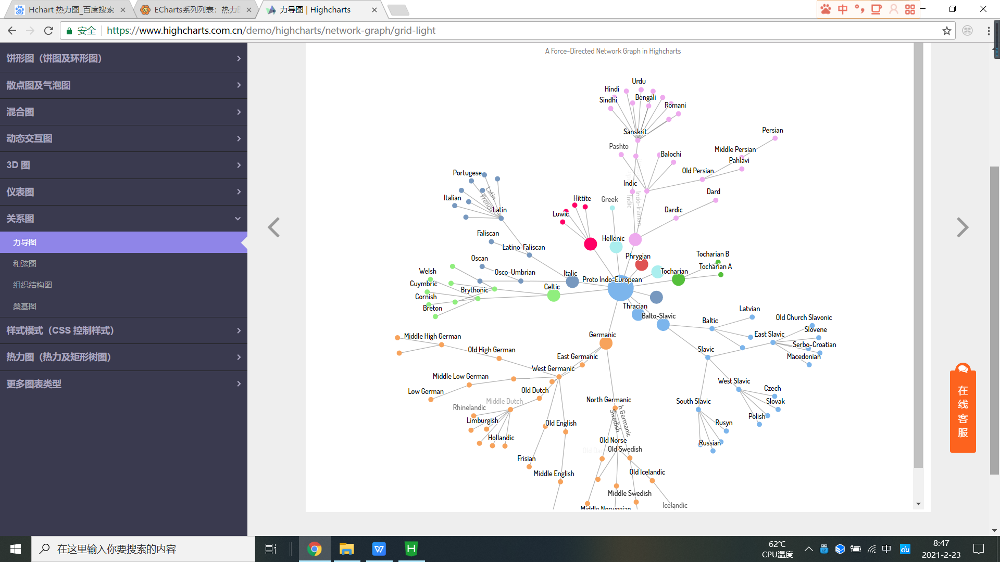 Hchart 热力图_百度搜索
ECharts系列列表：热力
力导图 | Highcharts
中
安全
https://www.highcharts.com.cn/demo/highcharts/network-graph/grid-light
饼形图（饼图及环形图）
散点图及气泡图
混合图
动态交互图
3D 图
仪表图
关系图
力导图
和弦图
组织结构图
桑基图
样式模式（CSS 控制样式）
热力图（热力及矩形树图）
更多图表类型
A Force-Directed Network Graph in Highcharts
Urdu
Hindi
Bengali
Sindhi
Romani
Sanskrit
Persian
Pashto
Middle Persian
Balochi
Pahlavi
Old Persian
Portugese
Indic
Latin
French
Dard
Italian
Hittite
Greek
Indo-Iranian
Indic
Latin
Luwic
Dardic
Faliscan
Hellenic
Latino-Faliscan
Phrygian
Tocharian B
Oscan
Tocharian A
Welsh
Osco-Umbrian
Italic
Tocharian
Proto Indo-European
Cuymbric
Brythonic
Celtic
Cornish
Breton
Thracian
Balto-Slavic
Latvian
Baltic
Old Church Slavonic
Slovene
Middle High German
Germanic
East Slavic
Serbo-Croatian
Old High German
Slavic
East Germanic
Macedonian
West Germanic
Middle Low German
West Slavic
Low German
Old Dutch
Czech
Rhinelandic
Middle Dutch
North Germanic
South Slavic
Slovak
h Germanic
Swedish
Limburgish
Old English
Polish
Rusyn
Hollandic
Old Norse
Russian
Old Swedish
Frisian
Middle English
Old Icelandic
Middle Swedish
Icelandic
Middle Norwegian
在
线
客
服
在这里输入你要搜索的内容
W
H
62℃
CPU温度
中
du
8:47
2021-2-23